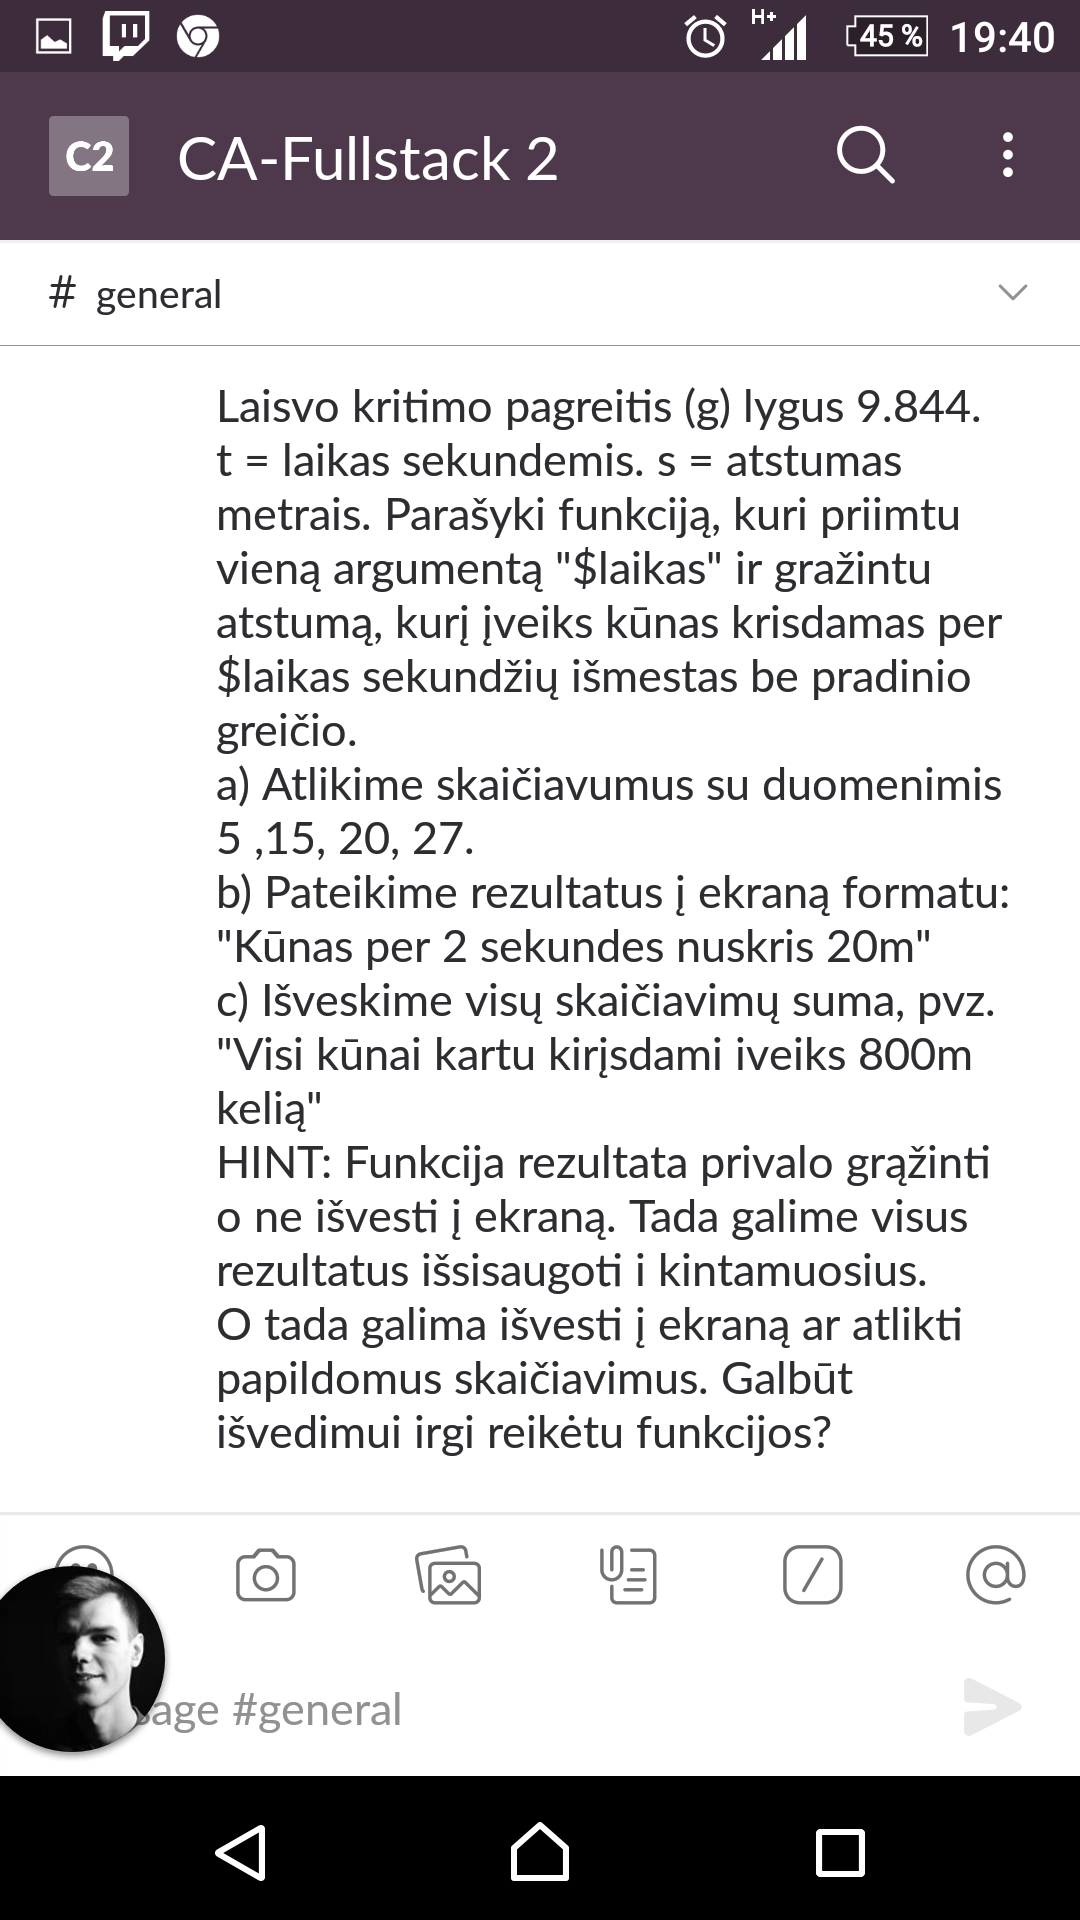 H+ 45 % 19:40
C2 CA-Fullstack 2
# general
Laisvo kritimo pagreitis (g) lygus 9.844.
t = laikas sekundemis. s = atstumas
metrais. Parašyki funkciją, kuri priimtu
vieną argumentą "$laikas" ir gražintu
atstumą, kurį įveiks kūnas krisdamas per
$laikas sekundžių išmestas be pradinio
greičio.
a) Atlikime skaičiavumus su duomenimis
5 ,15, 20, 27.
b) Pateikime rezultatus į ekraną formatu:
"Kūnas per 2 sekundes nuskris 20m"
c) Išveskime visų skaičiavimų suma, pvz.
"Visi kūnai kartu kirįsdami iveiks 800m
kelią"
HINT: Funkcija rezultata privalo grąžinti
o ne išvesti į ekraną. Tada galime visus
rezultatus išsisaugoti i kintamuosius.
O tada galima išvesti į ekraną ar atlikti
papildomus skaičiavimus. Galbūt
išvedimui irgi reikėtu funkcijos?
sage #general